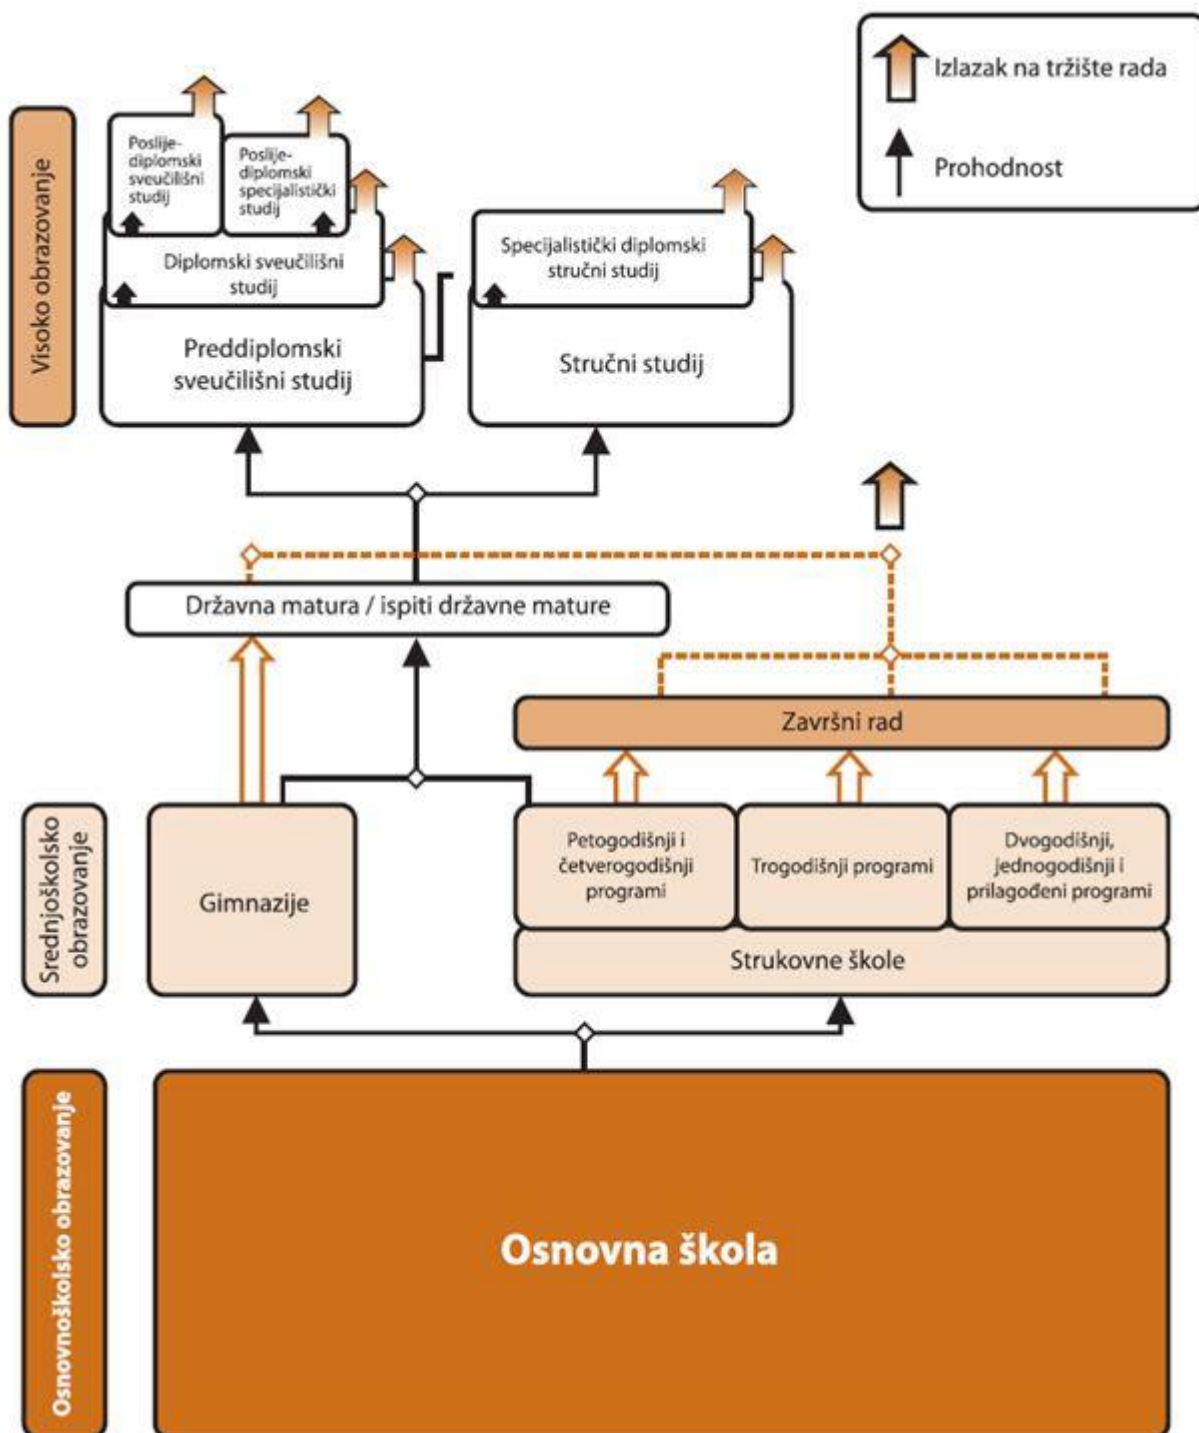 Izlazak na tržište rada
Prohodnost
Visoko obrazovanje
Poslije-
diplomski
sveučilišni
studij
Poslije-
diplomski
specijalistički
studij
Diplomski sveučilišni
studij
Preddiplomski
sveučilišni studij
Specijalistički diplomski
stručni studij
Stručni studij
Državna matura / ispiti državne mature
Završni rad
Srednjoškolsko
obrazovanje
Gimnazije
Petogodišnji i
četverogodišnji
programi
Trogodišnji programi
Dvogodišnji,
jednogodišnji i
prilagođeni programi
Strukovne škole
Osnovnoškolsko obrazovanje
Osnovna škola